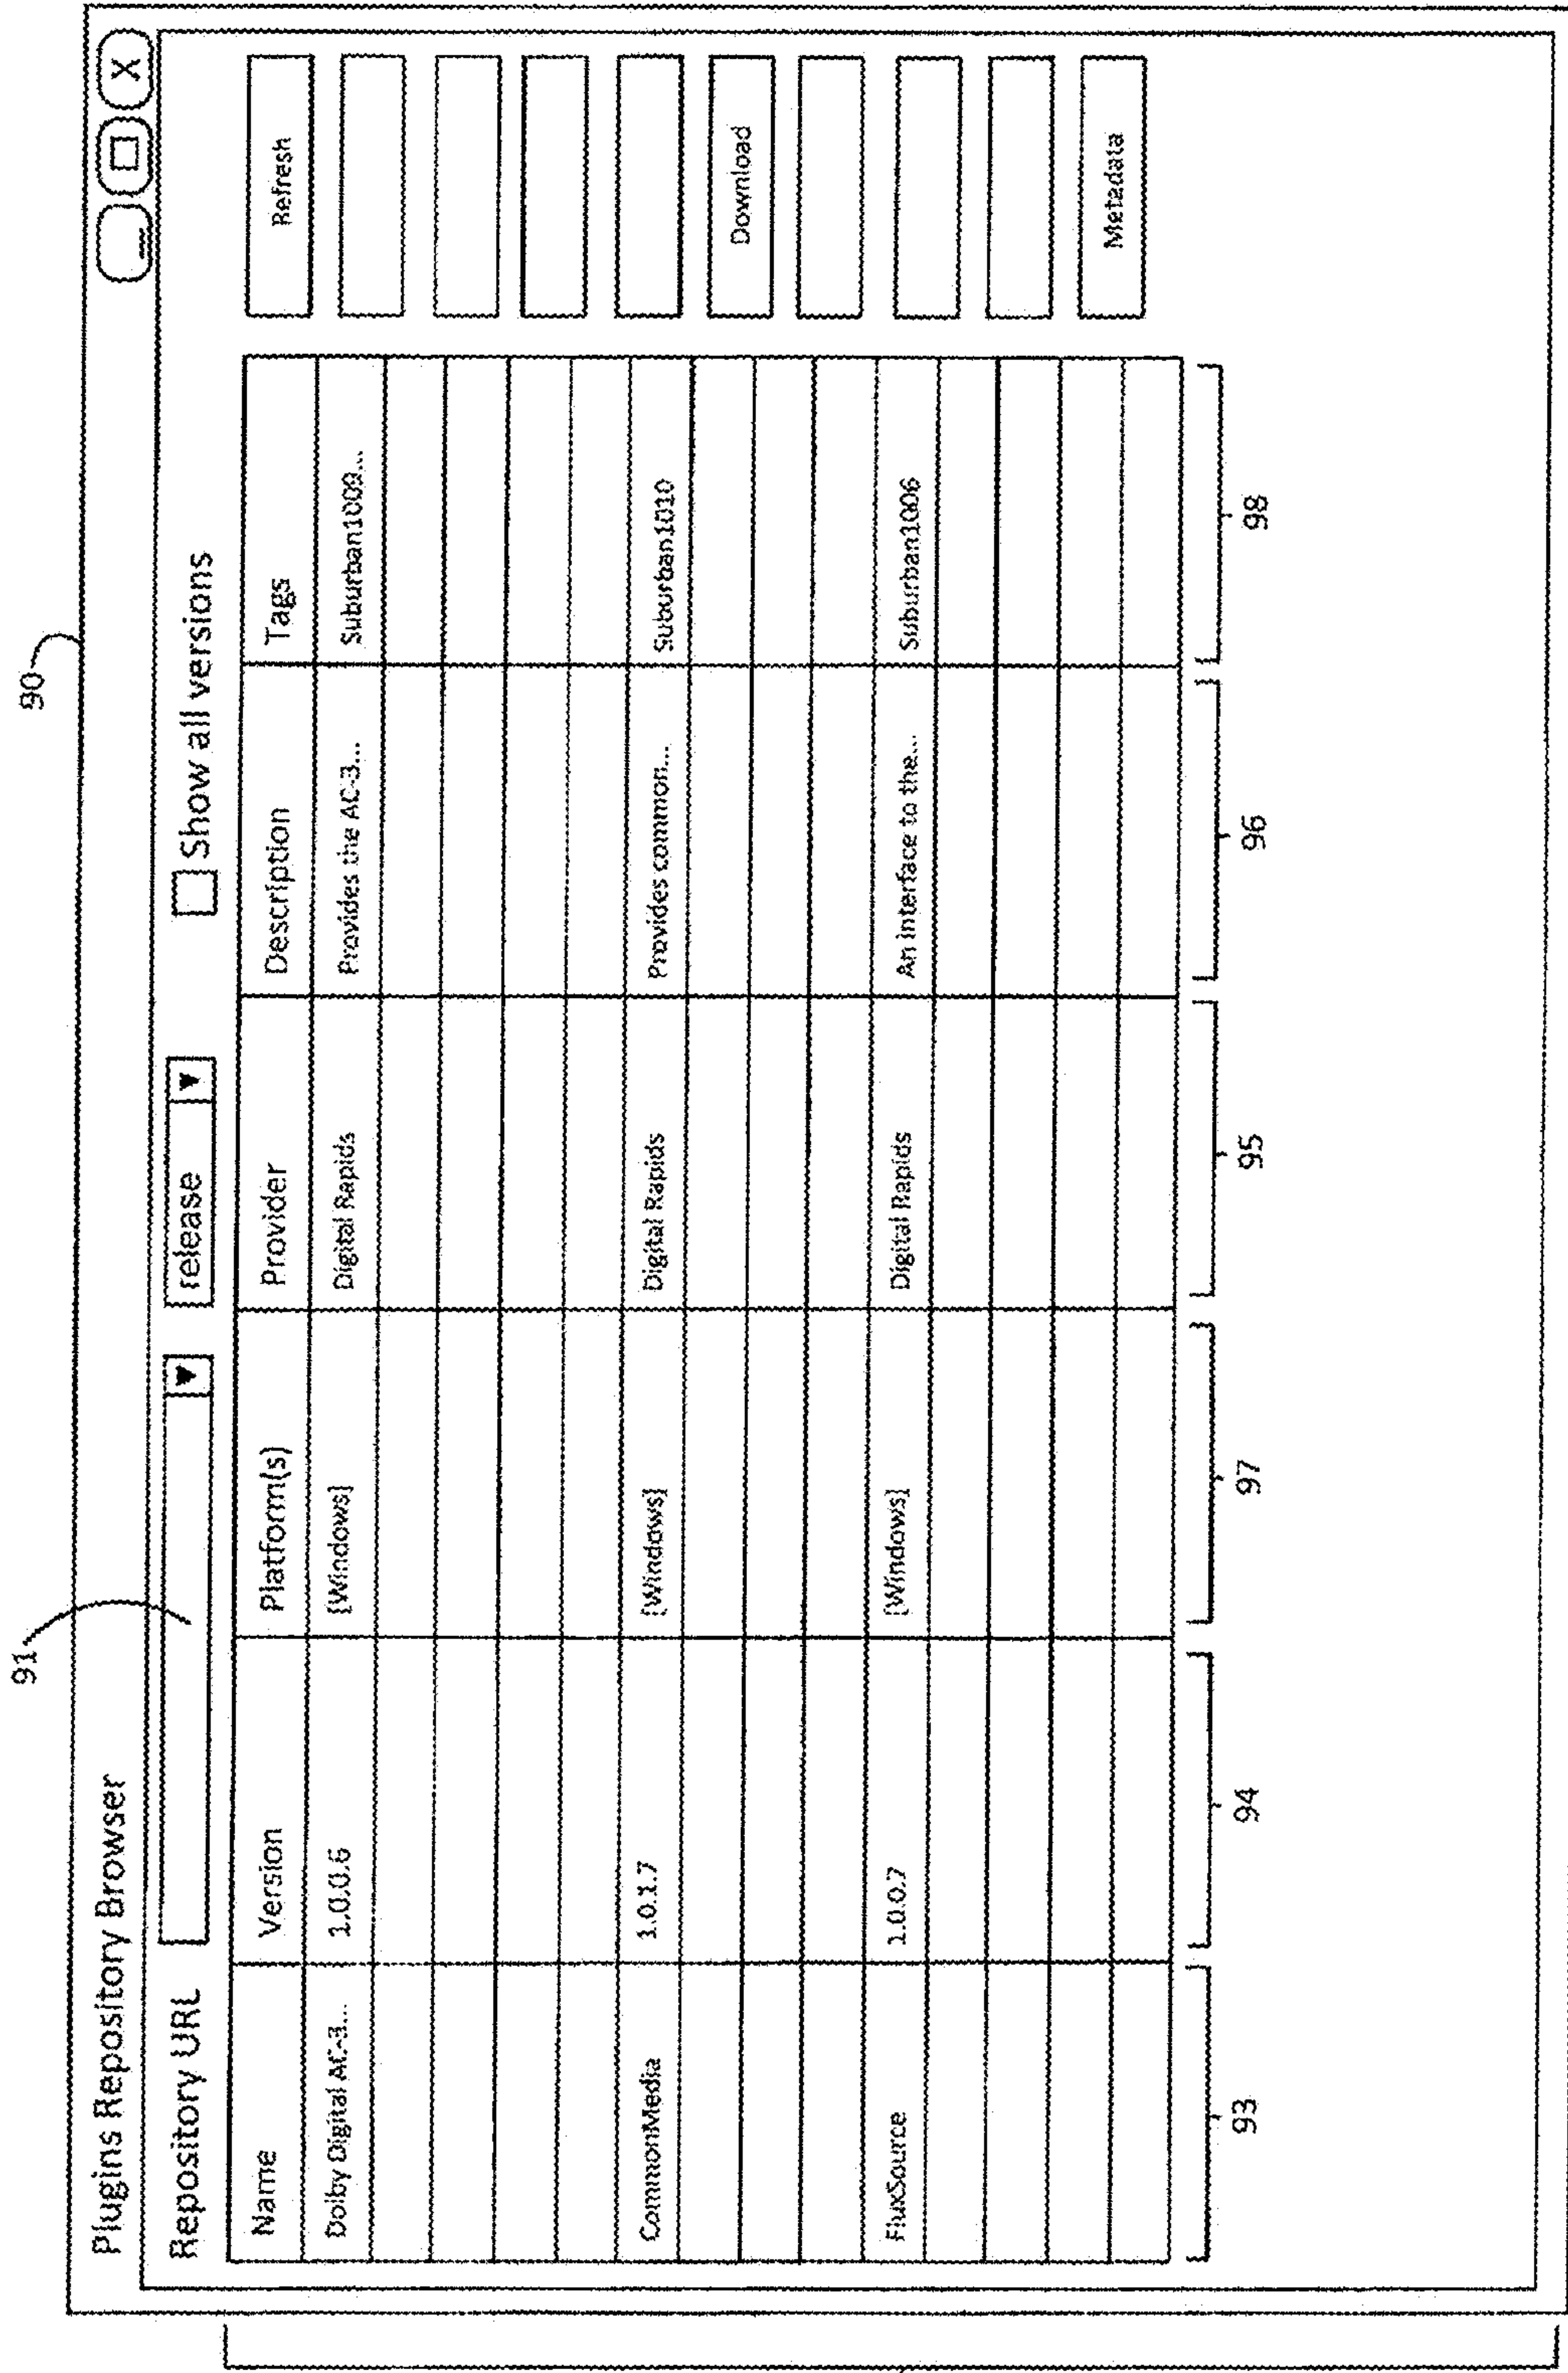 90
91
Plugins Repository Browser
_ □ X
Repository URL ▼ release ▼ Show all versions
Name Version Platform(s) Provider Description Tags
Dolby Digital AC-3... 1.0.0.6 [Windows] Digital Rapids Provides the AC-3... Suburban1009...
CommonMedia 1.0.1.7 [Windows] Digital Rapids Provides common... Suburban1010
FluxSource 1.0.0.7 [Windows] Digital Rapids An interface to the... Suburban1006
Refresh
Download
Metadata
93 94 97 95 96 98